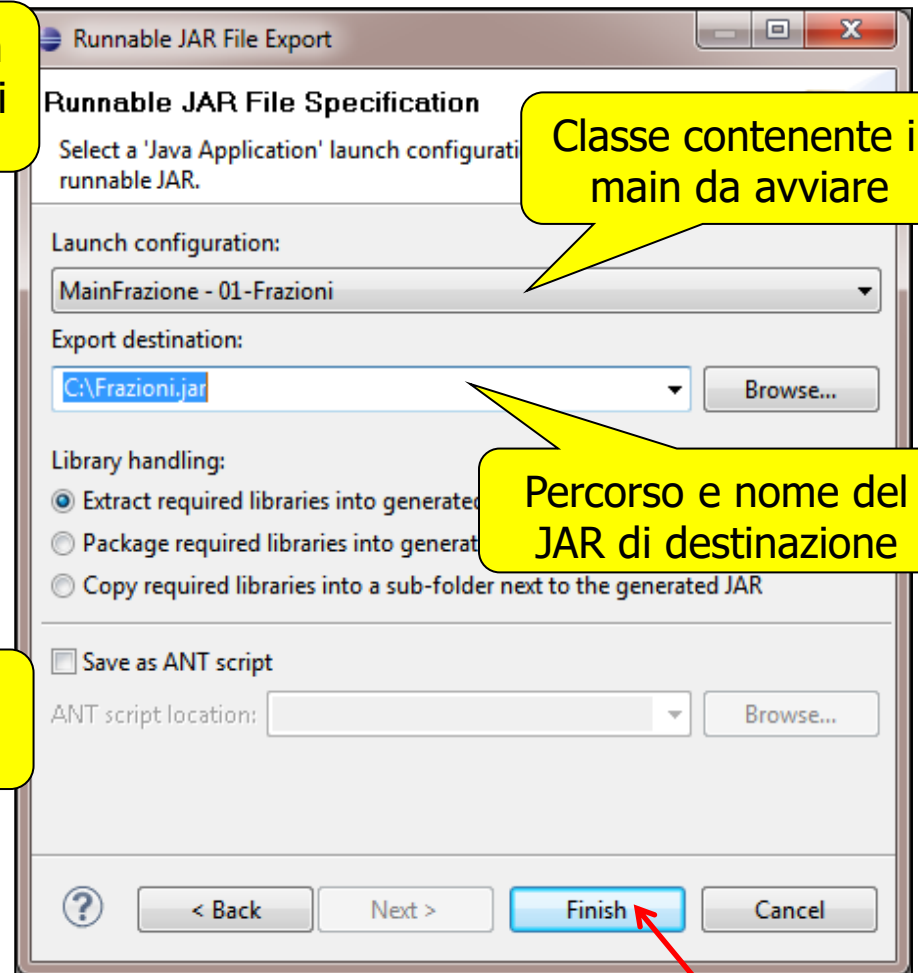 Runnable JAR File Export
i
Runnable JAR File Specification
Select a 'Java Application' launch
runnable JAR.
Classe contenente i
main da avviare
Launch configuration:
MainFrazione - 01-Frazioni
Export destination:
C:\Frazioni.jar
Browse...
Percorso e nome del
JAR di destinazione
Library handling:
Extract required libraries into
Package required libraries into
Copy required libraries into a sub-folder next to the generated JAR
Save as ANT script
ANT script location:
Browse...
?
< Back
Next >
Finish
Cancel